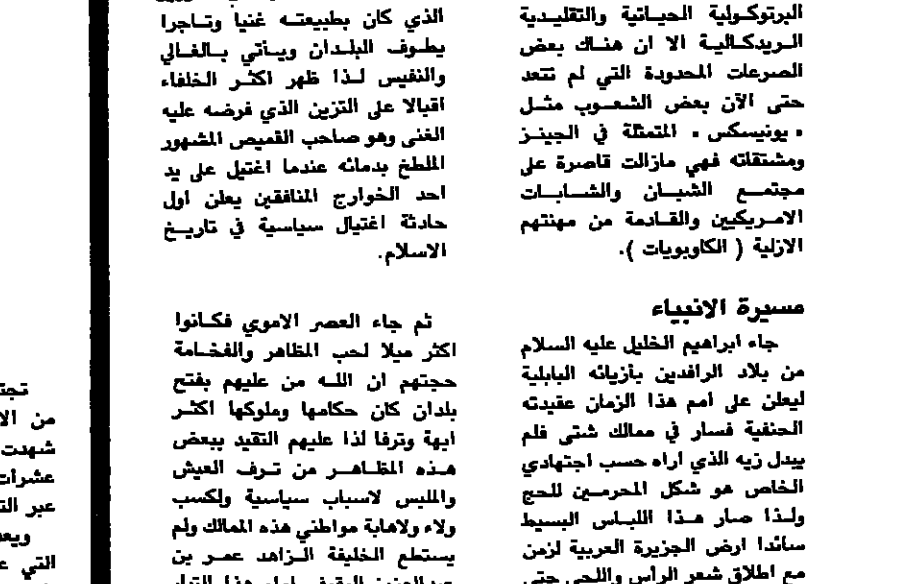 البرتوكولية الحياتية والتقليدية
الريدكالية الا ان هناك بعض
الصرعات المحدودة التي لم تتعد
حتى الآن بعض الشعوب مثل
« يونيسكس » المتمثلة في الجينز
ومشتقاته فهي مازالت قاصرة على
مجتمع الشبان والشابات
الامريكيين والقادمة من مهنتهم
الازلية ( الكاوبويات ).
مسيرة الانبياء
جاء ابراهيم الخليل عليه السلام
من بلاد الرافدين بأزيائه البابلية
ليعلن على امم هذا الزمان عقيدته
الحنفية فسار في ممالك شتى فلم
يبدل زيه الذي اراه حسب اجتهادي
الخاص هو شكل المحرمين للحج
ولذا صار هذا اللباس البسيط
سائدا ارض الجزيرة العربية لزمن
مع اطلاق شعر الرأس واللحى حتى
الذي كان بطبيعته غنيا وتاجرا
يطوف البلدان ويأتي بالغالي
والنفيس لذا ظهر اكثر الخلفاء
اقبالا على التزين الذي فرضه عليه
الغنى وهو صاحب القميص المشهور
الملطخ بدمائه عندما اغتيل على يد
احد الخوارج المنافقين يعلن اول
حادثة اغتيال سياسية في تاريخ
الاسلام.
ثم جاء العصر الاموي فكانوا
اكثر ميلا لحب المظاهر والفخامة
حجتهم ان الله من عليهم بفتح
بلدان كان حكامها وملوكها اكثر
ابهة وترفا لذا عليهم التقيد ببعض
هذه المظاهر من ترف العيش
والملبس لاسباب سياسية ولكسب
ولاء ولاهابة مواطني هذه الممالك ولم
يستطع الخليفة الزاهد عمر بن
من
شهدت
عشرات
عبر
التي